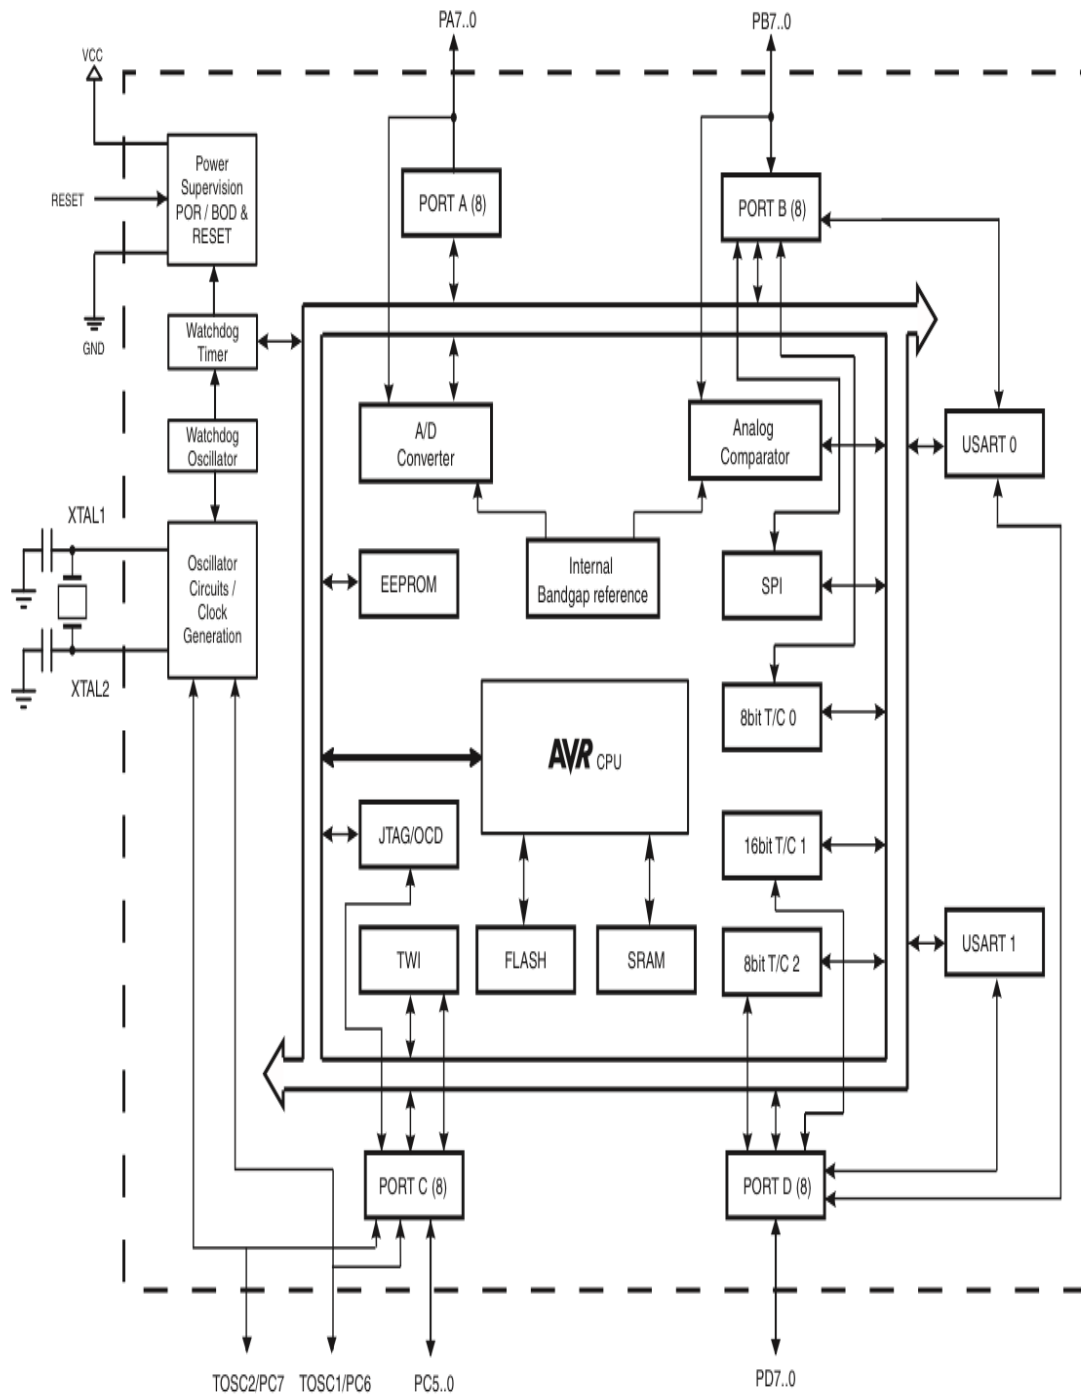 PA7..0
PB7..0
VCC
Power
Supervision
POR / BOD &
RESET
RESET
PORT A (8)
PORT B (8)
GND
Watchdog
Timer
Watchdog
Oscillator
A/D
Converter
Analog
Comparator
USART 0
XTAL1
Oscillator
Circuits /
Clock
Generation
EEPROM
Internal
Bandgap reference
SPI
XTAL2
8bit T/C 0
AVR CPU
JTAG/OCD
16bit T/C 1
TWI
FLASH
SRAM
8bit T/C 2
USART 1
PORT C (8)
PORT D (8)
TOSC2/PC7
TOSC1/PC6
PC5..0
PD7..0